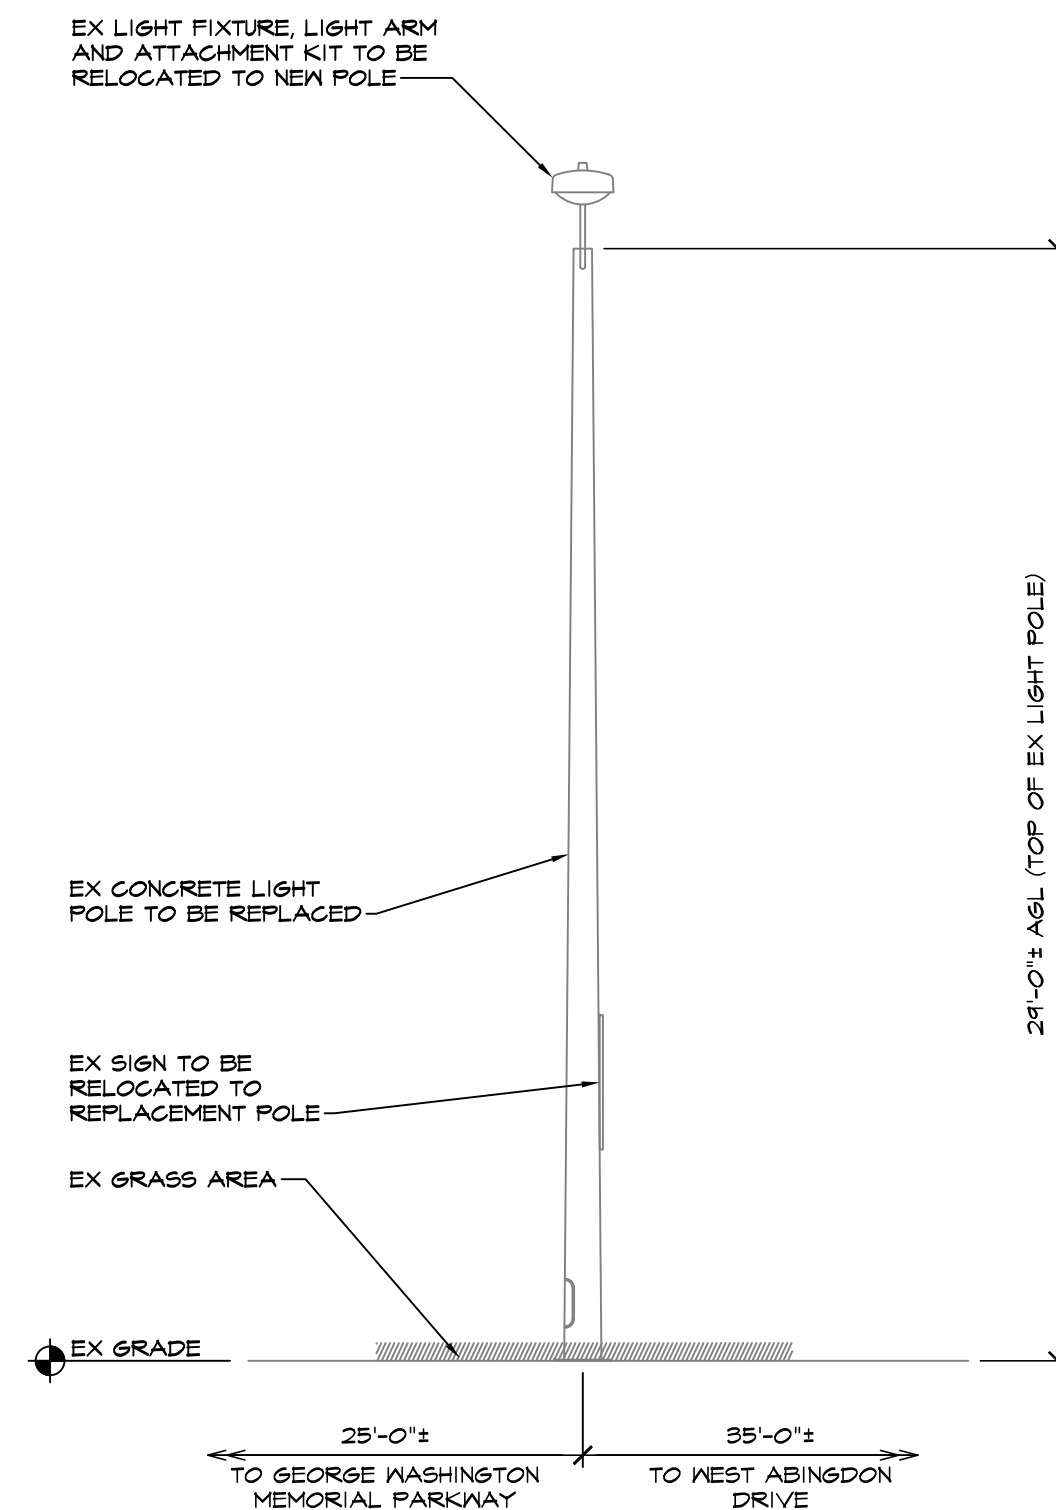 EX LIGHT FIXTURE, LIGHT ARM
AND ATTACHMENT KIT TO BE
RELOCATED TO NEW POLE
29'-0"± AGL (TOP OF EX LIGHT POLE)
EX CONCRETE LIGHT
POLE TO BE REPLACED
EX SIGN TO BE
RELOCATED TO
REPLACEMENT POLE
EX GRASS AREA
EX GRADE
25'-0"±
TO GEORGE WASHINGTON
MEMORIAL PARKWAY
35'-0"±
TO WEST ABINGDON
DRIVE